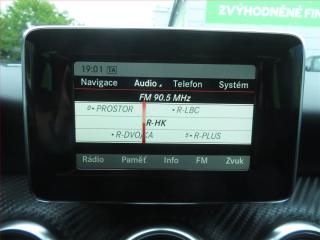 ZVÝHODNĚNÉ FIN
19:01 TA
Navigace Audio Telefon Systém
FM 90.5 MHz
PROSTOR R-LBC
R-HK
R-DVOJKA R-PLUS
Rádio Paměť Info FM Zvuk